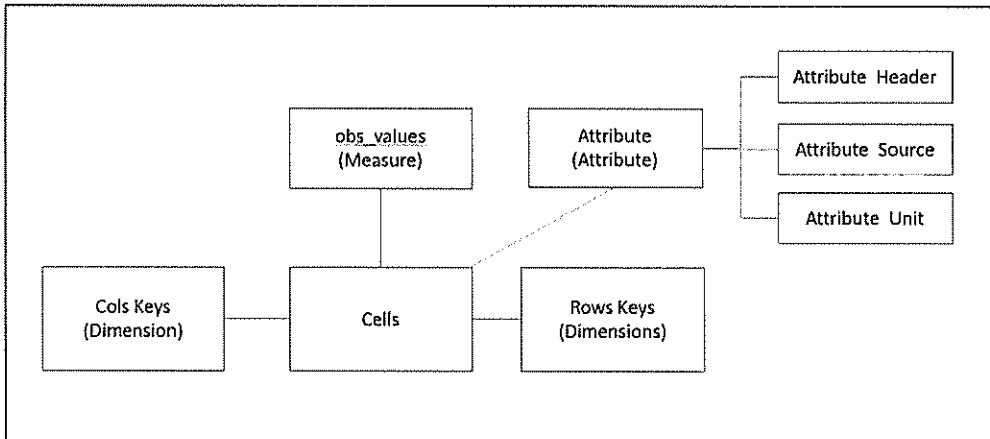 Attribute Header
obs_values
(Measure)
Attribute
(Attribute)
Attribute Source
Attribute Unit
Cols Keys
(Dimension)
Cells
Rows Keys
(Dimensions)